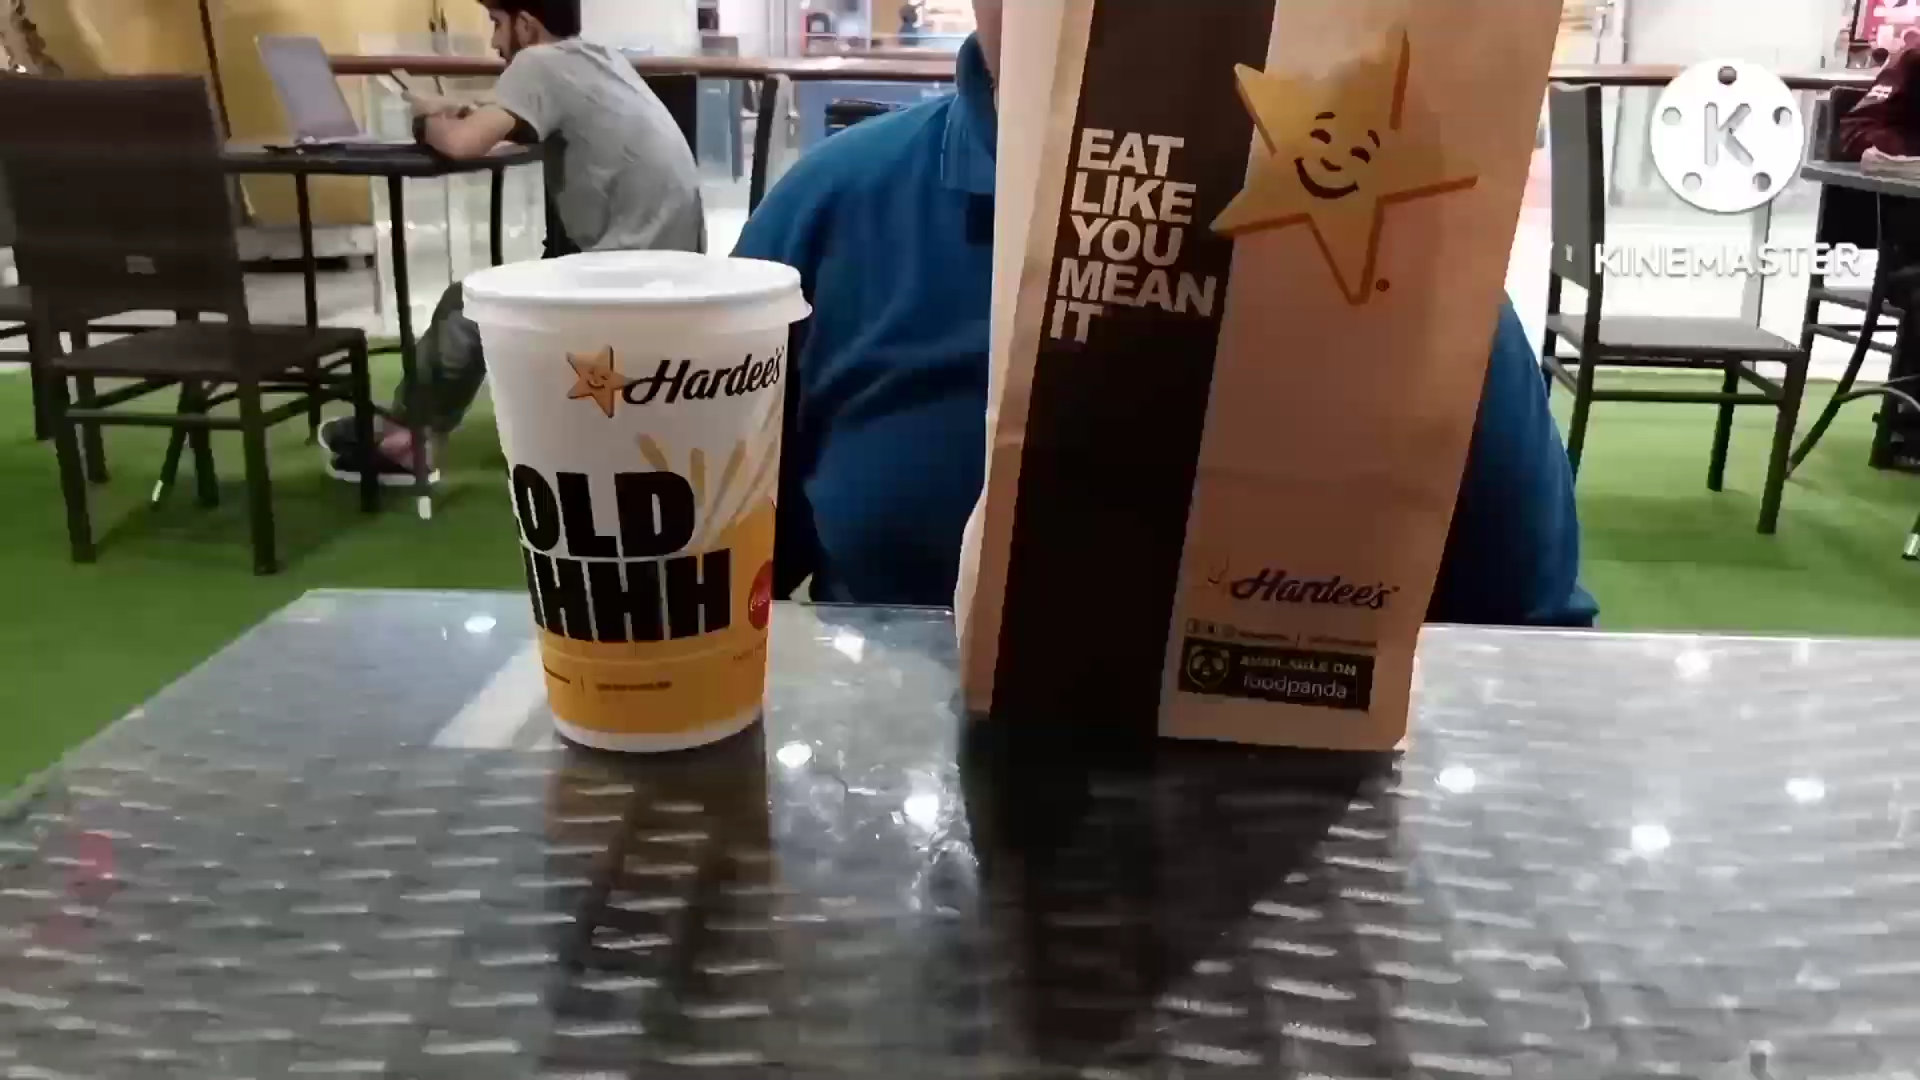 EAT
LIKE
YOU
MEAN
IT
K
KINEMASTER
Hardee's
OLD
HHH
Hardee's
AVAILABLE ON
foodpanda